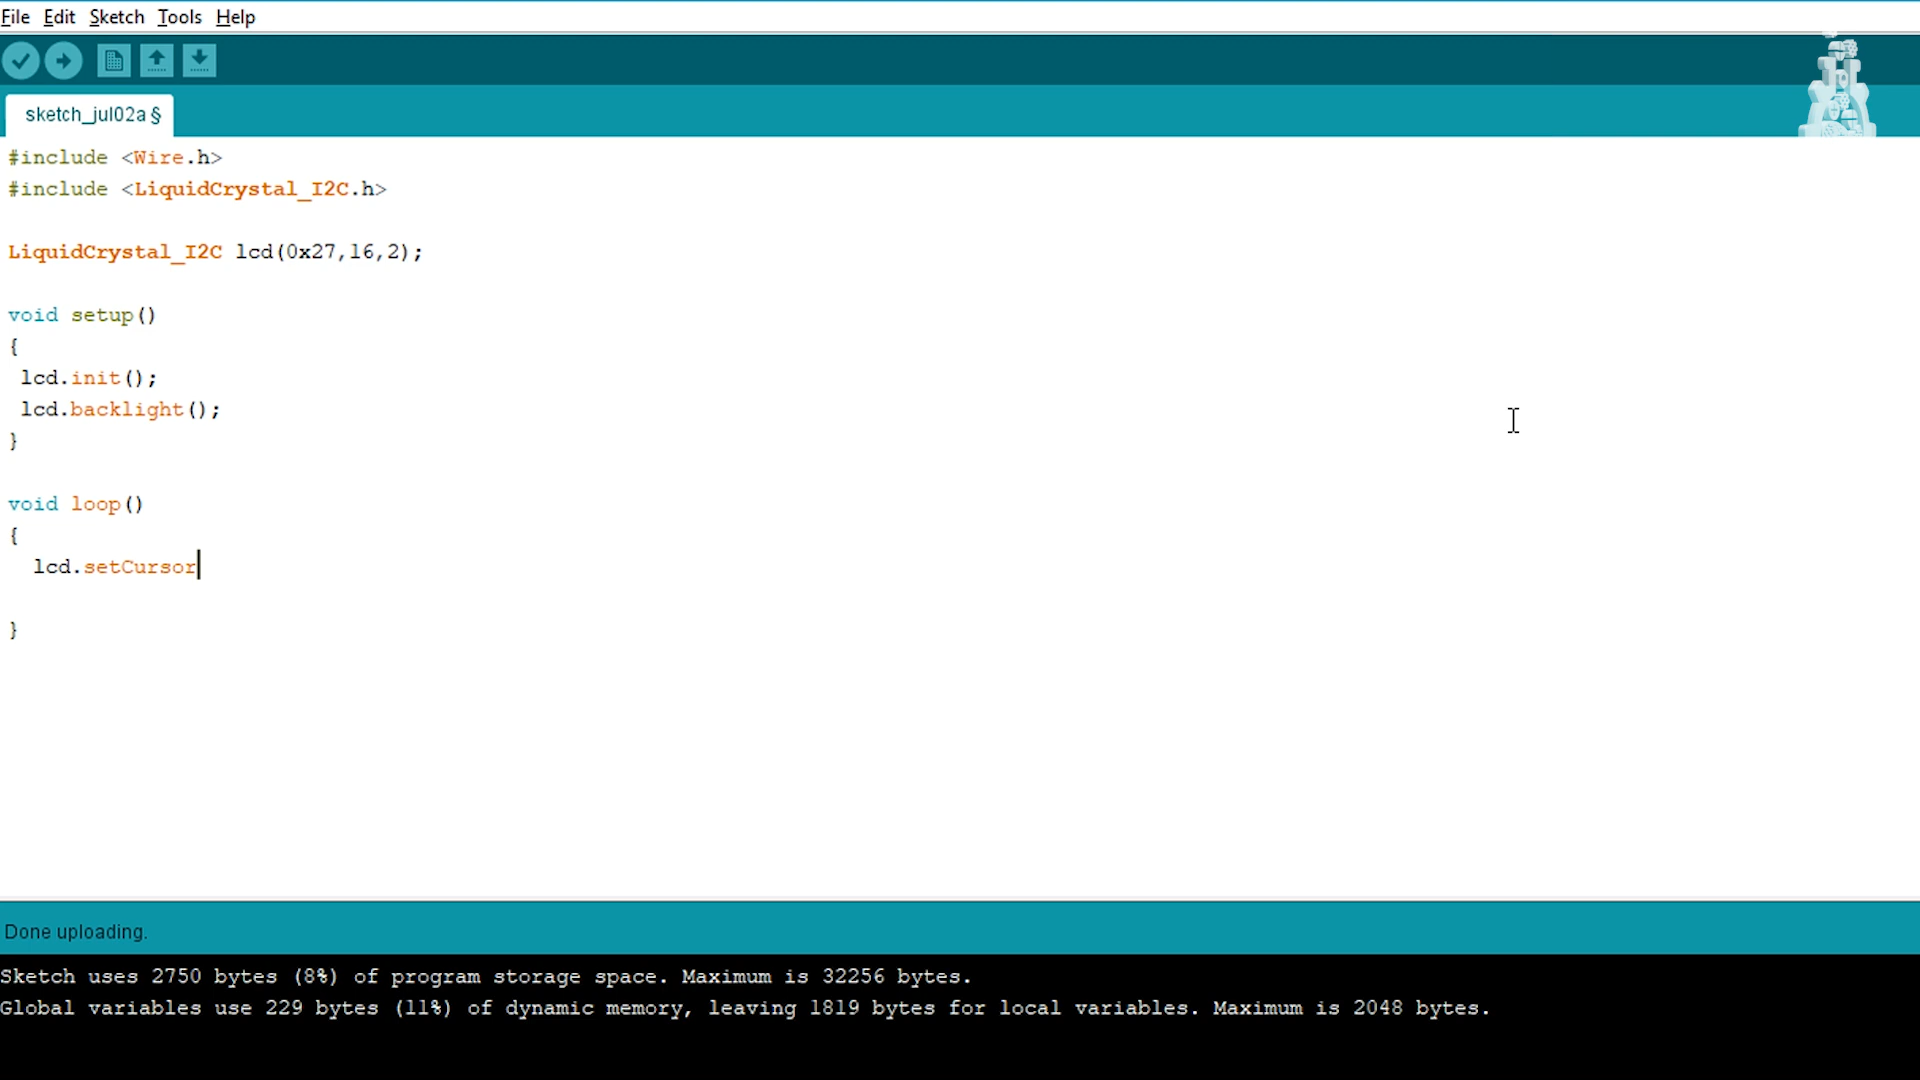 File Edit Sketch Tools Help
sketch_jul02a §
#include <Wire.h>
#include <LiquidCrystal_I2C.h>
LiquidCrystal_I2C lcd(0x27,16,2);
void setup()
{
lcd.init();
lcd.backlight();
}
void loop()
{
lcd.setCursor
}
Done uploading.
Sketch uses 2750 bytes (8%) of program storage space. Maximum is 32256 bytes.
Global variables use 229 bytes (11%) of dynamic memory, leaving 1819 bytes for local variables. Maximum is 2048 bytes.